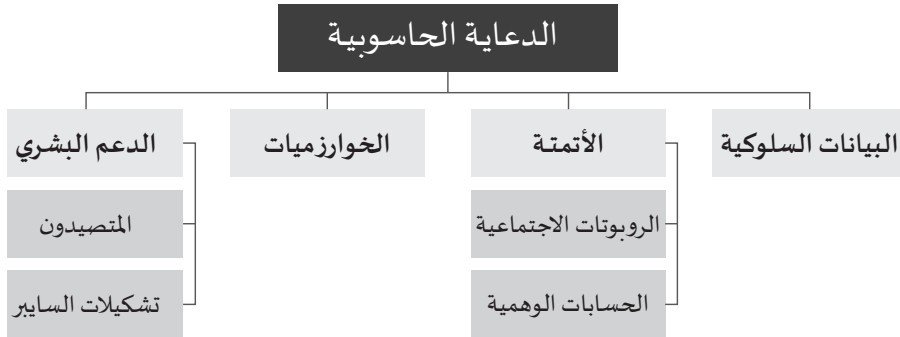 الدعاية الحاسوبية
البيانات السلوكية
الأتمتة
الخوارزميات
الدعم البشري
الروبوتات الاجتماعية
المتصيدون
الحسابات الوهمية
تشكيلات السايبر